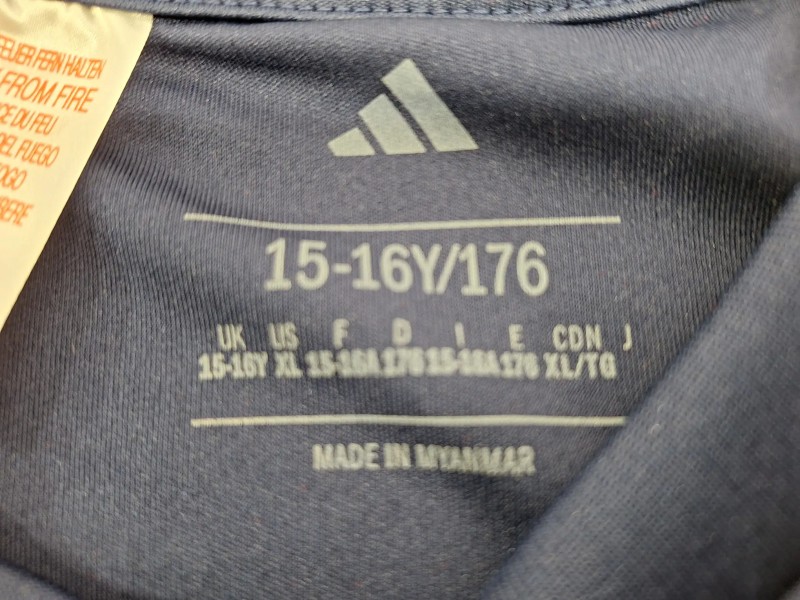 FEUER FERN HALTEN
FROM FIRE
DU FEU
DEL FUEGO
15-16Y/176
UK US F D I E CDN J
15-16Y XL 15-16A 176 15-16A 176 XL/TG
MADE IN MYANMAR